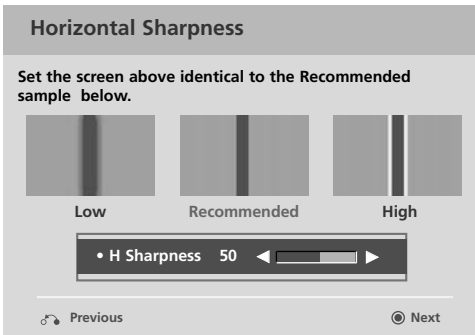 Horizontal Sharpness
Set the screen above identical to the Recommended
sample below.
Low Recommended High
• H Sharpness 50
Previous Next